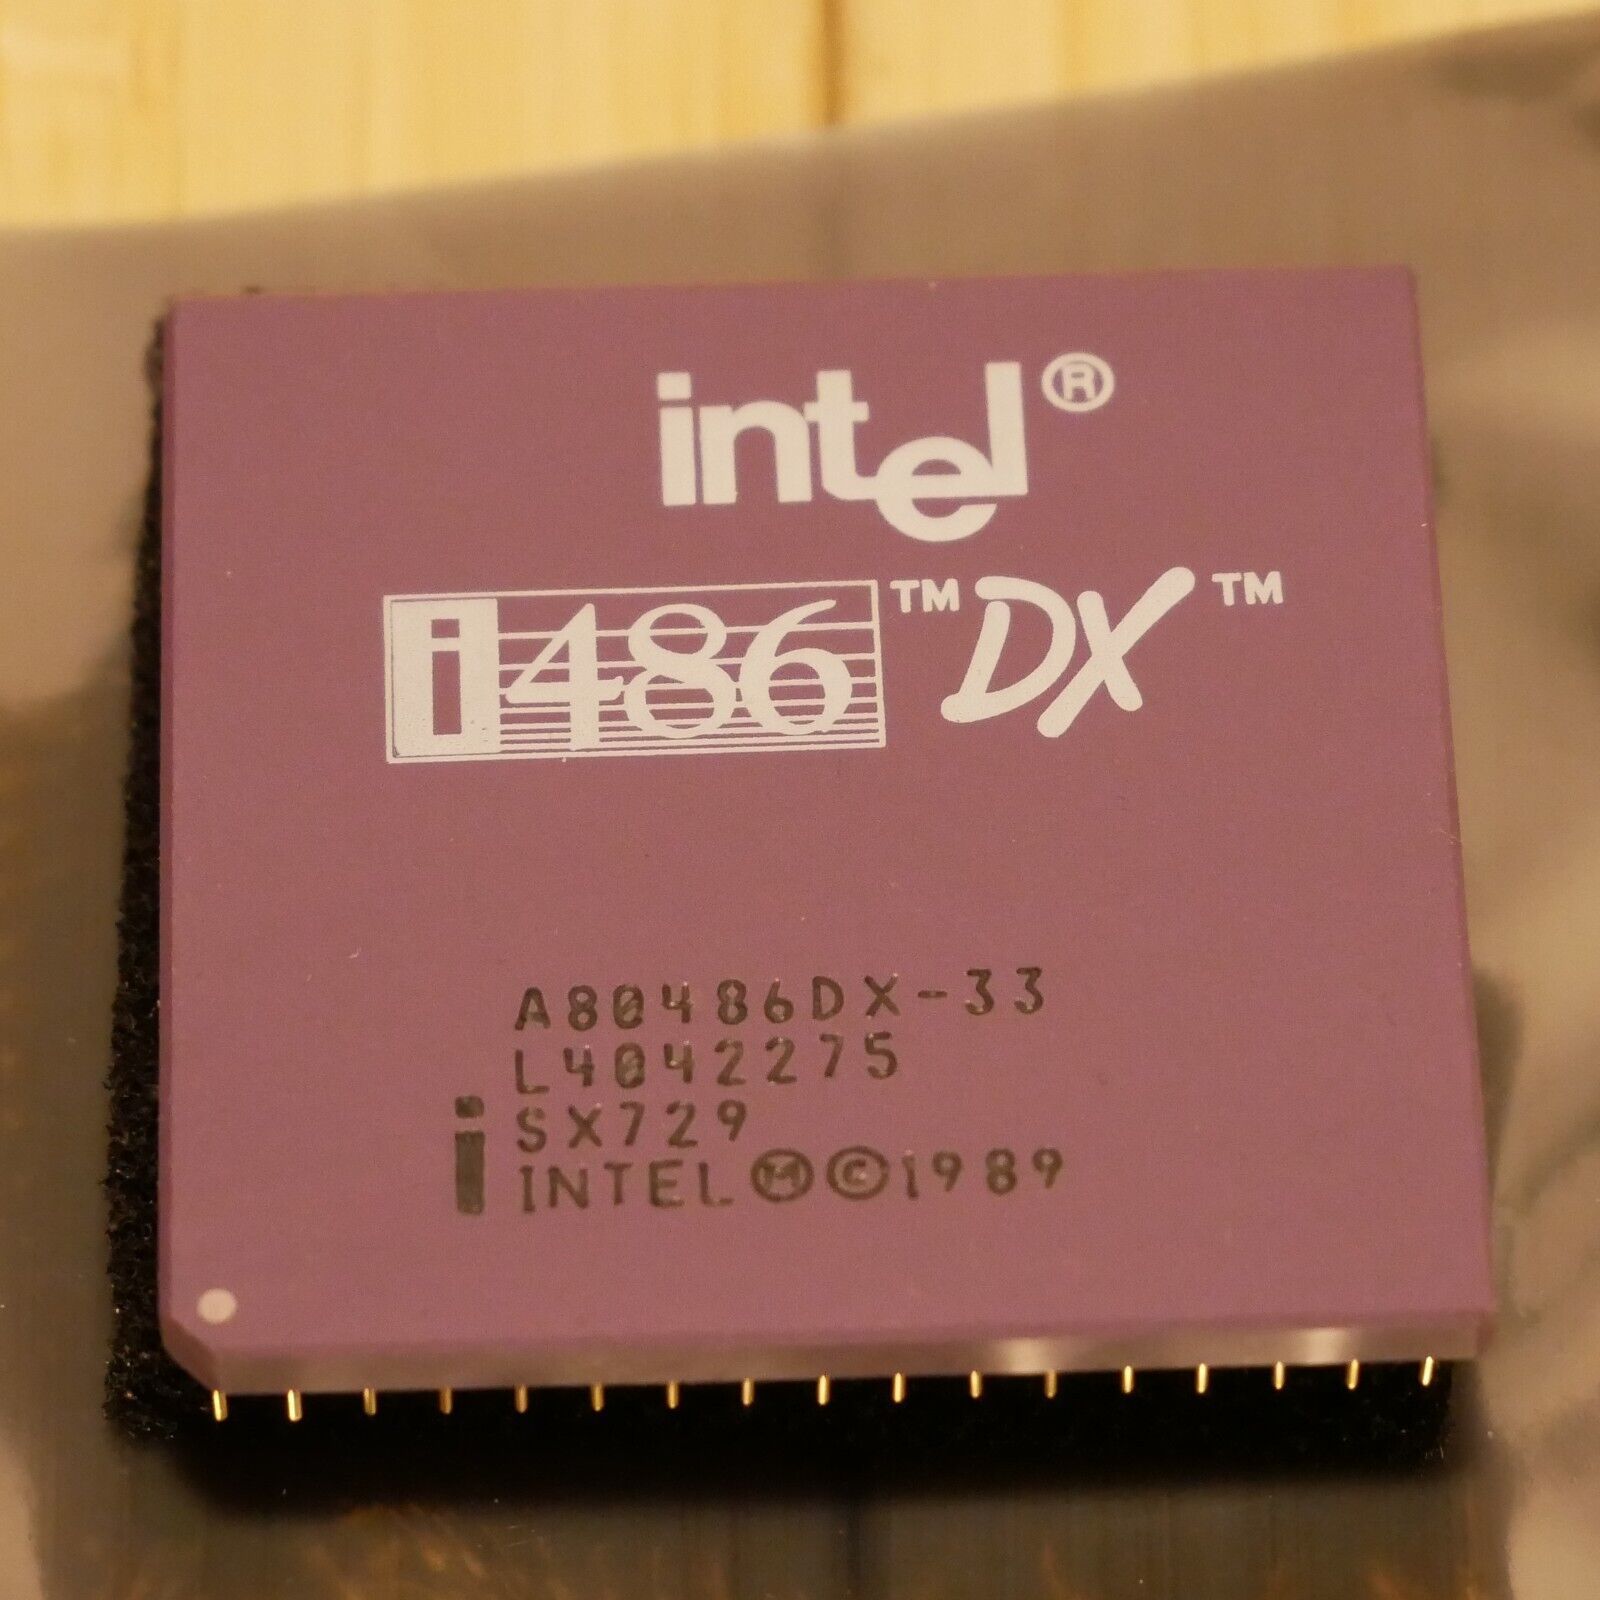 intel®
i486™ DX™
A80486DX-33
L4042275
SX729
i INTEL Ⓜ © 1989